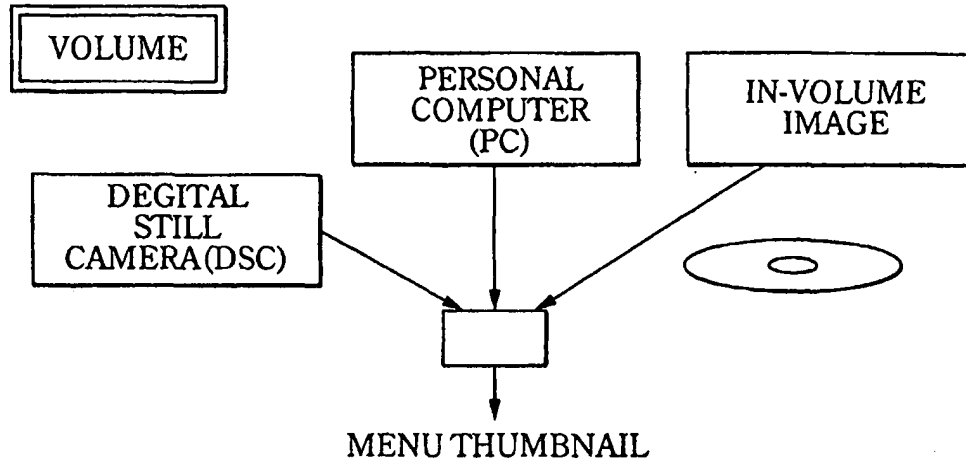 VOLUME
PERSONAL
COMPUTER
(PC)
IN-VOLUME
IMAGE
DEGITAL
STILL
CAMERA(DSC)
MENU THUMBNAIL